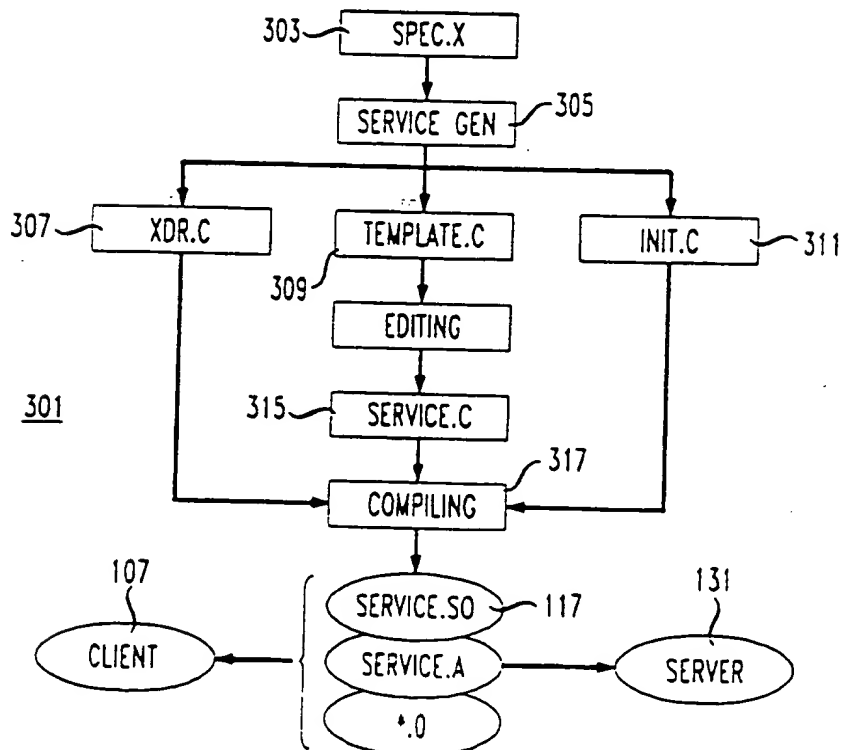 303 SPEC.X
SERVICE GEN 305
307 XDR.C
TEMPLATE.C
309
INIT.C 311
EDITING
301
315 SERVICE.C
317
COMPILING
107
CLIENT
SERVICE.SO 117
SERVICE.A
*.O
131
SERVER